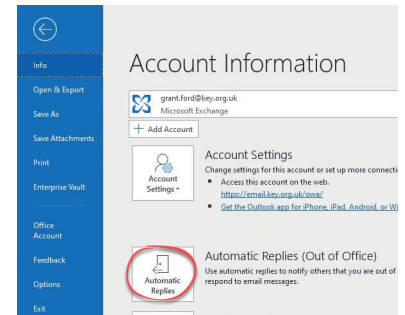 Info
Open & Export
Save As
Save Attachments
Print
Enterprise Vault
Office
Account
Feedback
Options
Exit
Account Information
grant.ford@key.org.uk
Microsoft Exchange
+ Add Account
Account
Settings
Account Settings
Change settings for this account or set up more connecti
Access this account on the web.
https://email.key.org.uk/owa/
Get the Outlook app for iPhone, iPad, Android, or Wi
Automatic
Replies
Automatic Replies (Out of Office)
Use automatic replies to notify others that you are out of
respond to email messages.